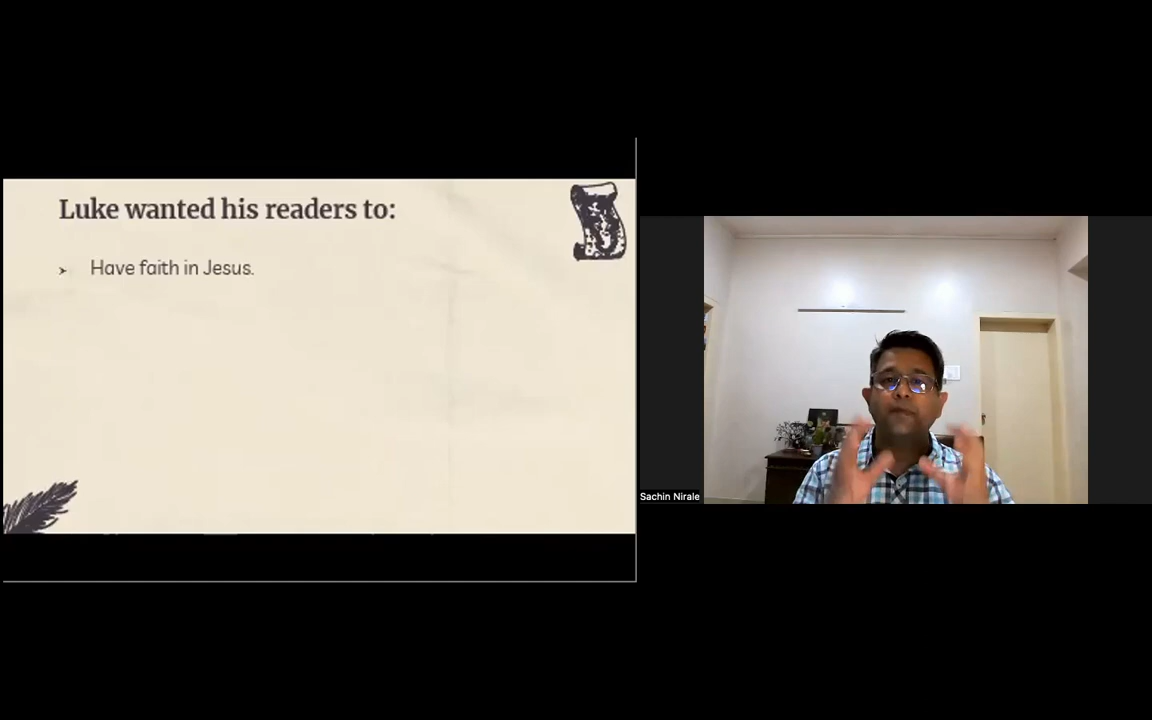 Luke wanted his readers to:
➤ Have faith in Jesus.
Sachin Nirale